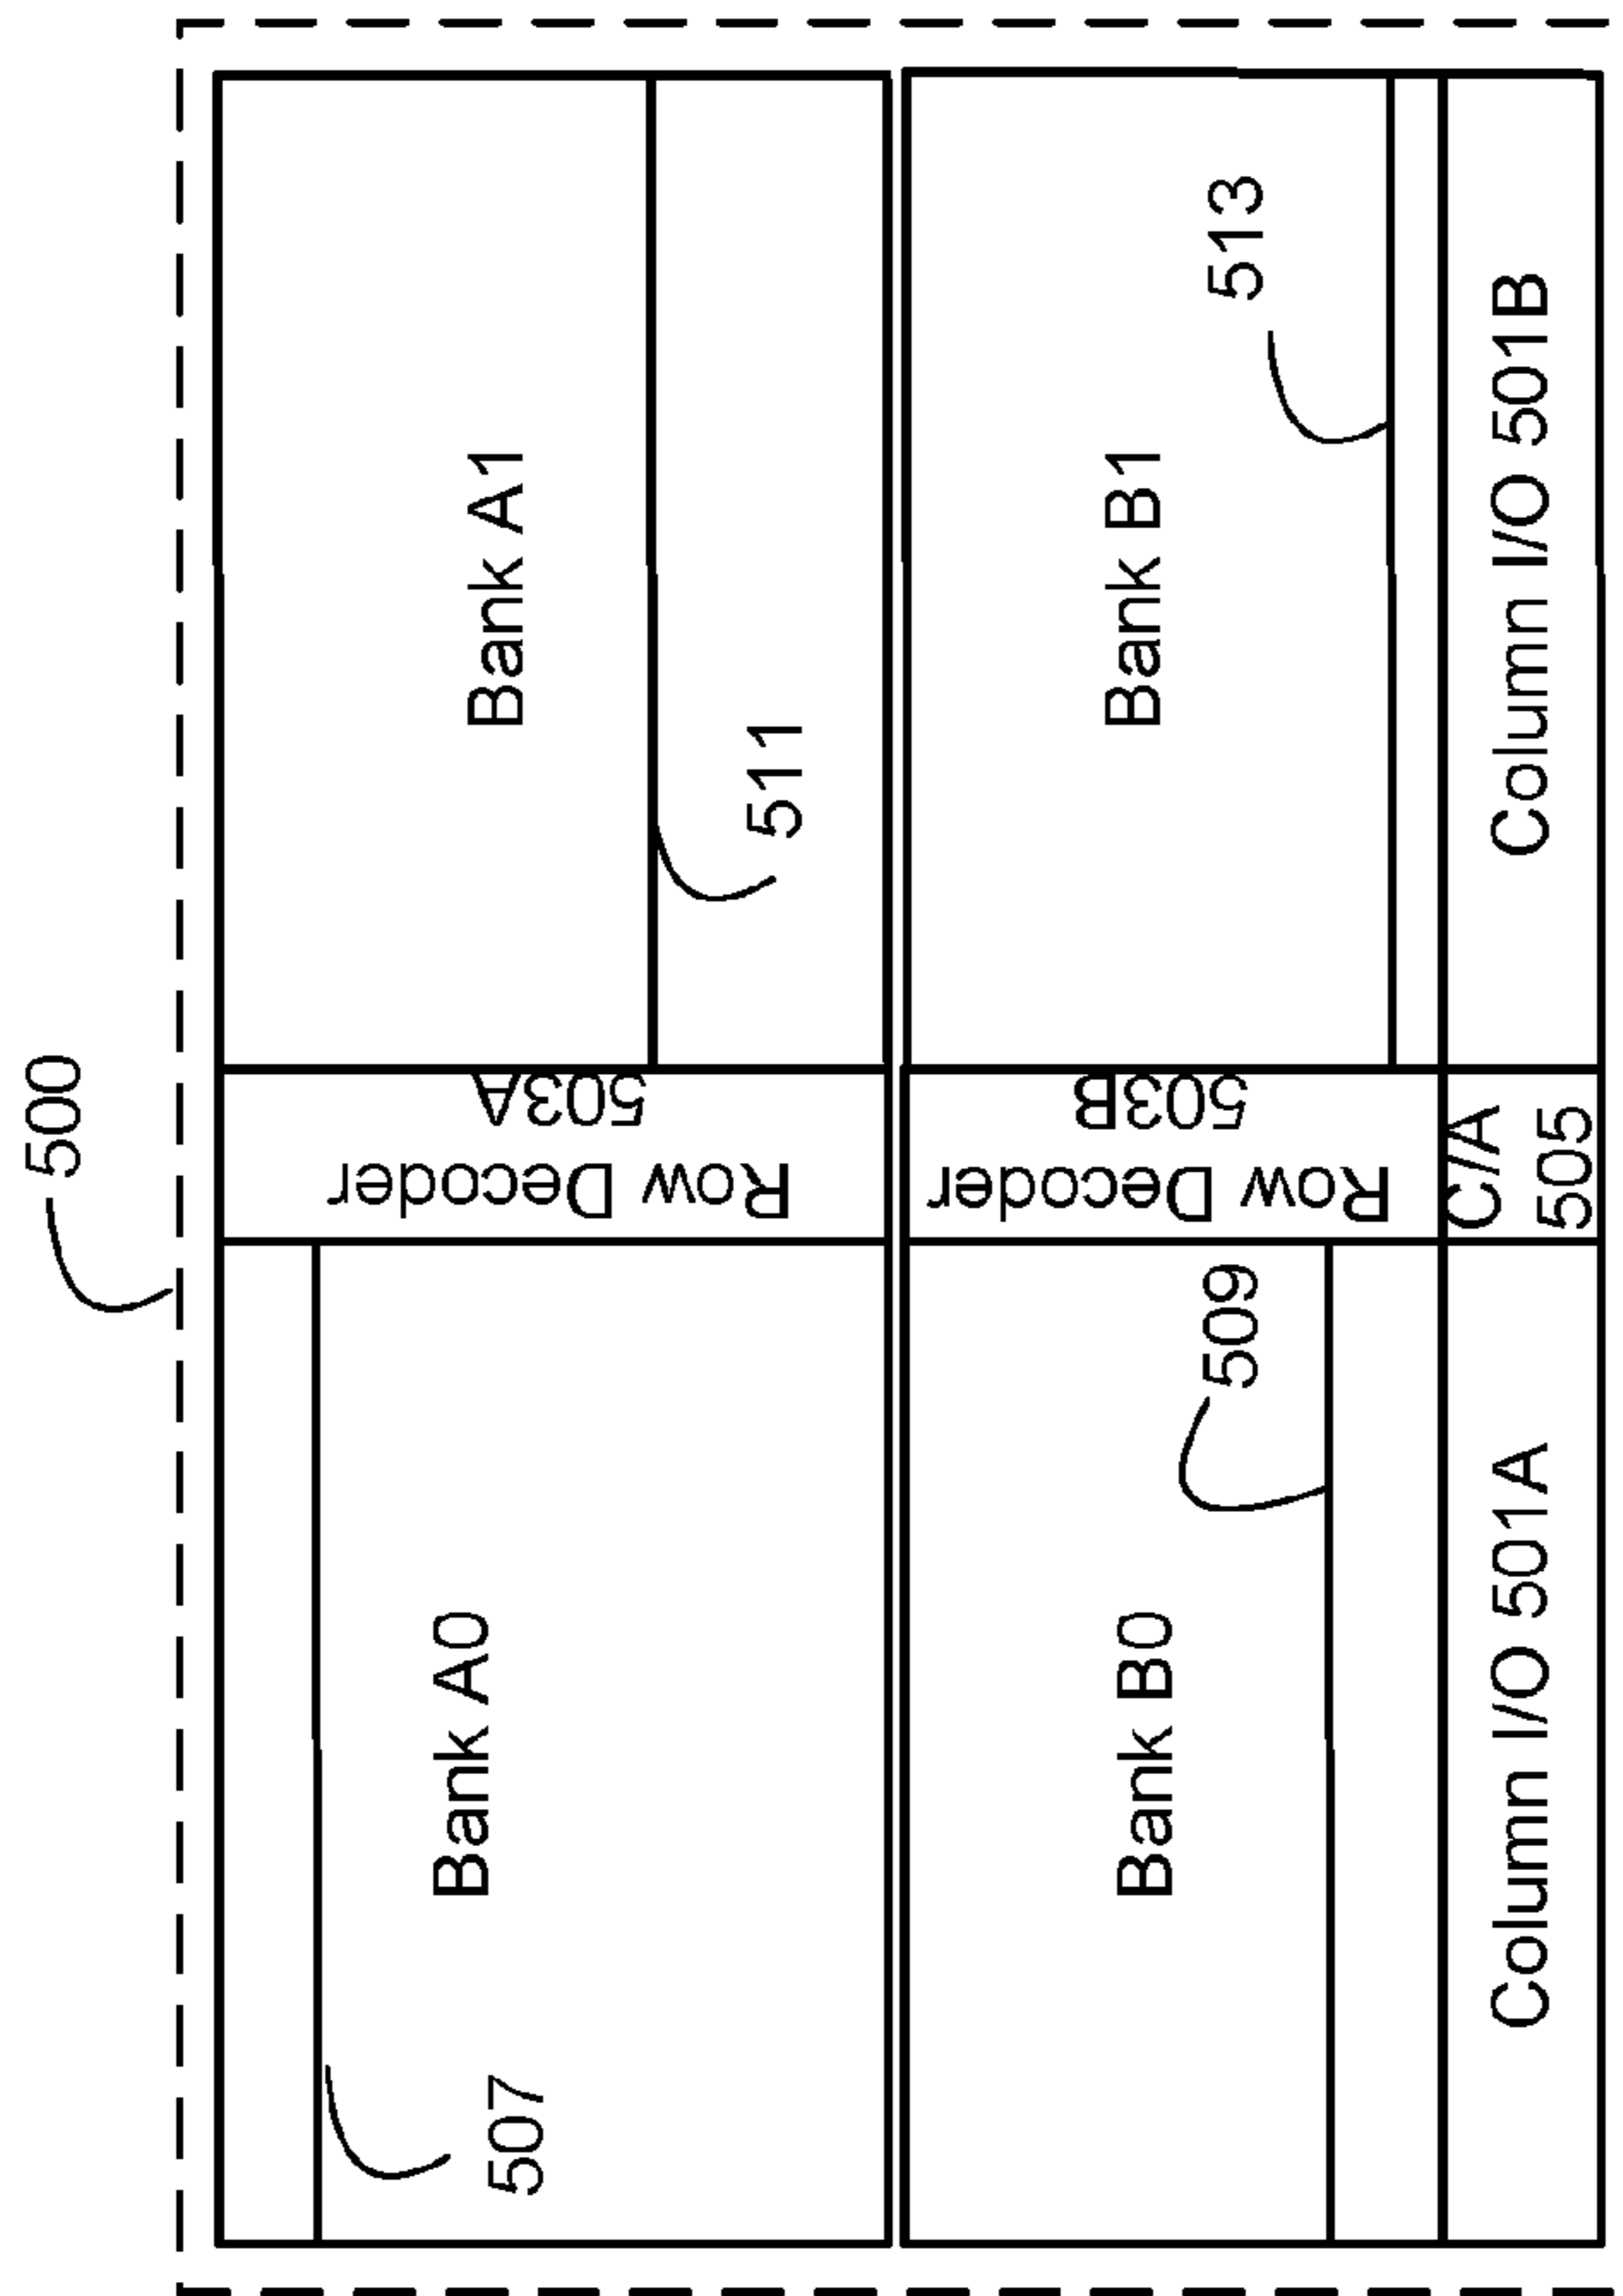 500
Bank A0
507
Row Decoder
503A
Bank A1
511
Bank B0
509
Row Decoder
503B
Bank B1
513
Column I/O 501A
C/A
505
Column I/O 501B